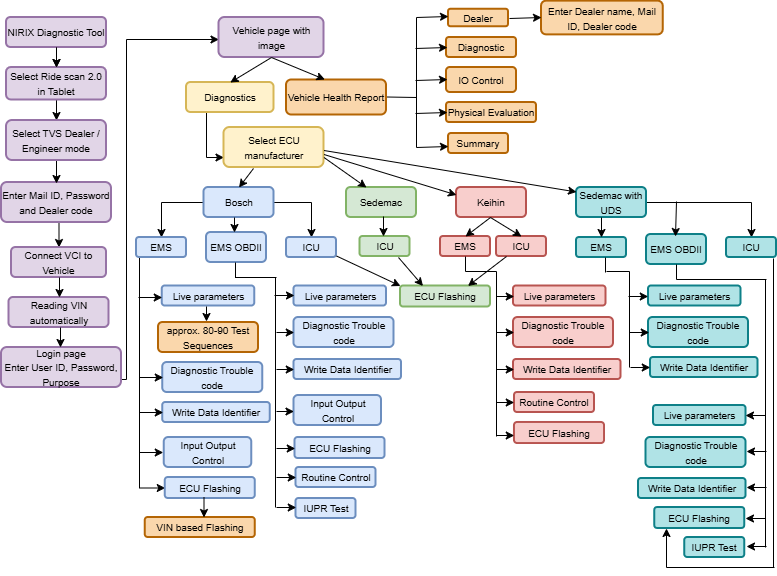 NIRIX Diagnostic Tool
Select Ride scan 2.0
in Tablet
Select TVS Dealer /
Engineer mode
Enter Mail ID, Password
and Dealer code
Connect VCI to
Vehicle
Reading VIN
automatically
Login page
Enter User ID, Password,
Purpose
Vehicle page with
image
Diagnostics
Vehicle Health Report
Dealer
Enter Dealer name, Mail
ID, Dealer code
Diagnostic
IO Control
Physical Evaluation
Summary
Select ECU
manufacturer
Bosch
Sedemac
Keihin
Sedemac with
UDS
EMS
EMS OBDII
ICU
ICU
EMS
ICU
EMS
EMS OBDII
ICU
ECU Flashing
Live parameters
approx. 80-90 Test
Sequences
Diagnostic Trouble
code
Write Data Identifier
Input Output
Control
ECU Flashing
VIN based Flashing
Live parameters
Diagnostic Trouble
code
Write Data Identifier
Input Output
Control
ECU Flashing
Routine Control
IUPR Test
Live parameters
Diagnostic Trouble
code
Write Data Identifier
Routine Control
ECU Flashing
Live parameters
Diagnostic Trouble
code
Write Data Identifier
Live parameters
Diagnostic Trouble
code
Write Data Identifier
ECU Flashing
IUPR Test